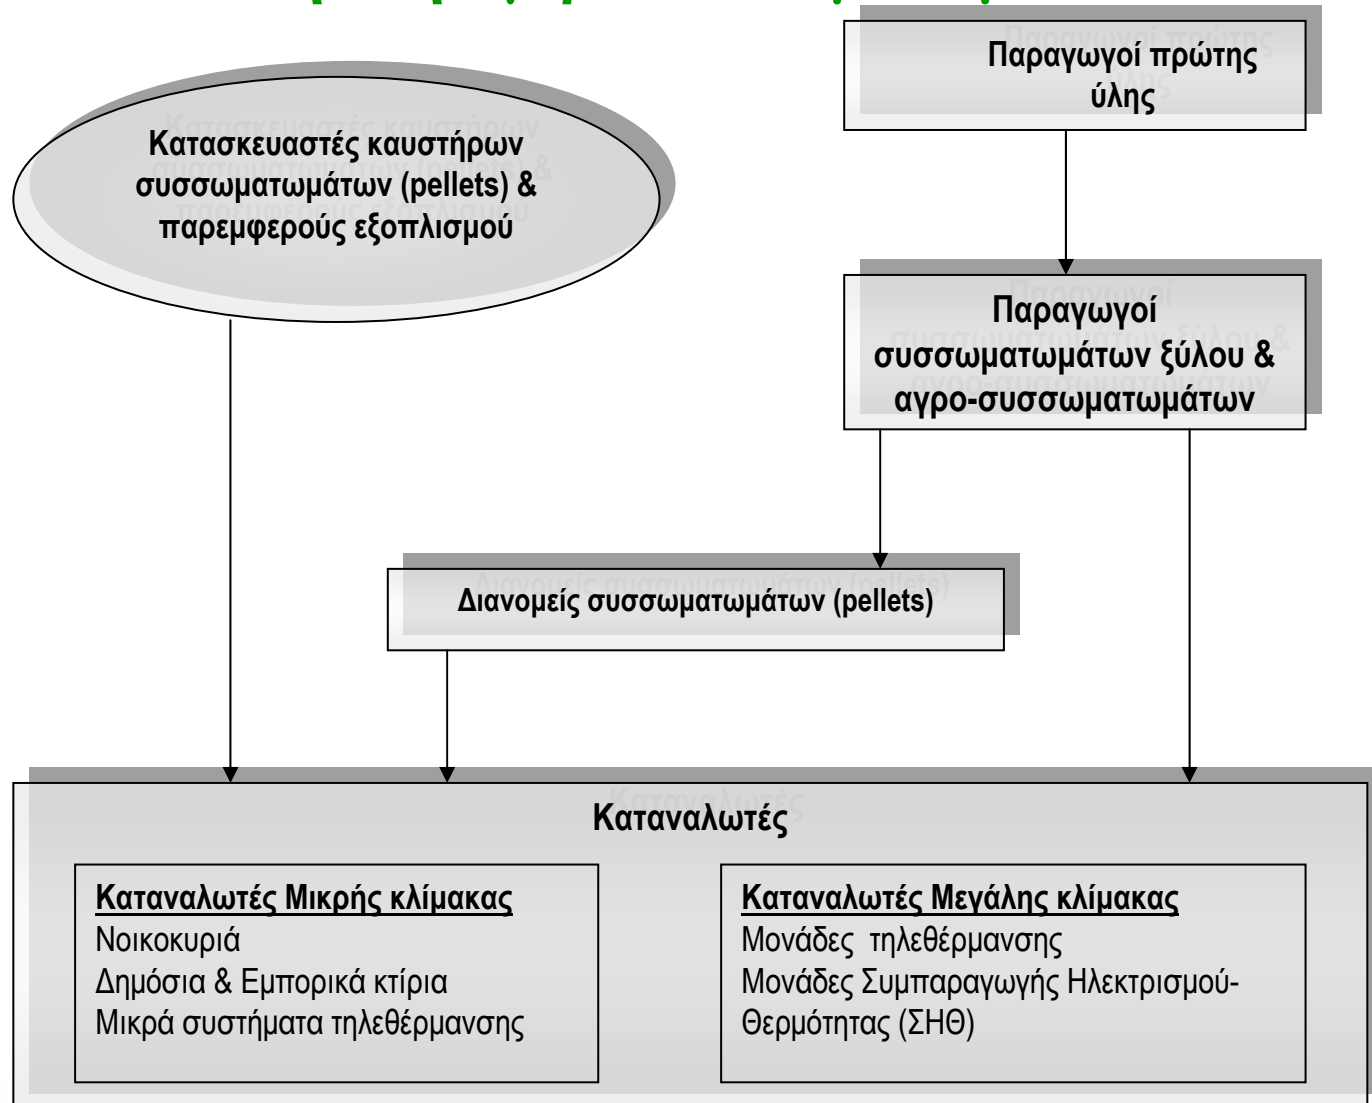 Παραγωγοί πρώτης
ύλης
Κατασκευαστές καυστήρων
συσσωματωμάτων (pellets) &
παρεμφερούς εξοπλισμού
Παραγωγοί
συσσωματωμάτων ξύλου &
αγρο-συσσωματωμάτων
Διανομείς συσσωματωμάτων (pellets)
Καταναλωτές
Καταναλωτές Μικρής κλίμακας
Νοικοκυριά
Δημόσια & Εμπορικά κτίρια
Μικρά συστήματα τηλεθέρμανσης
Καταναλωτές Μεγάλης κλίμακας
Μονάδες τηλεθέρμανσης
Μονάδες Συμπαραγωγής Ηλεκτρισμού-
Θερμότητας (ΣΗΘ)